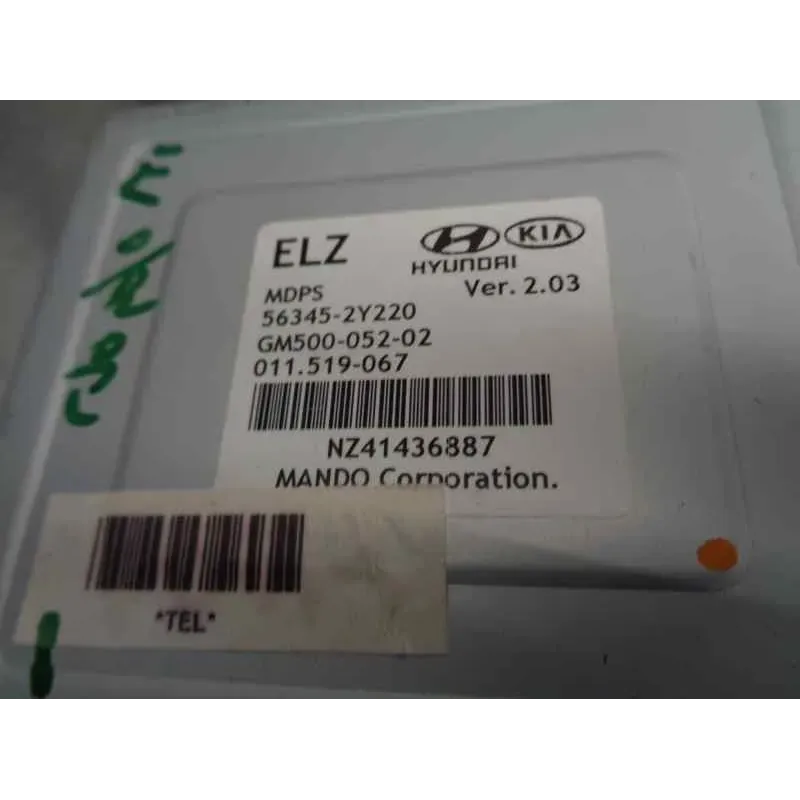 ELZ
HYUNDAI
KIA
MDPS
Ver. 2.03
56345-2Y220
GM500-052-02
011.519-067
NZ41436887
MANDO Corporation.
*TEL*